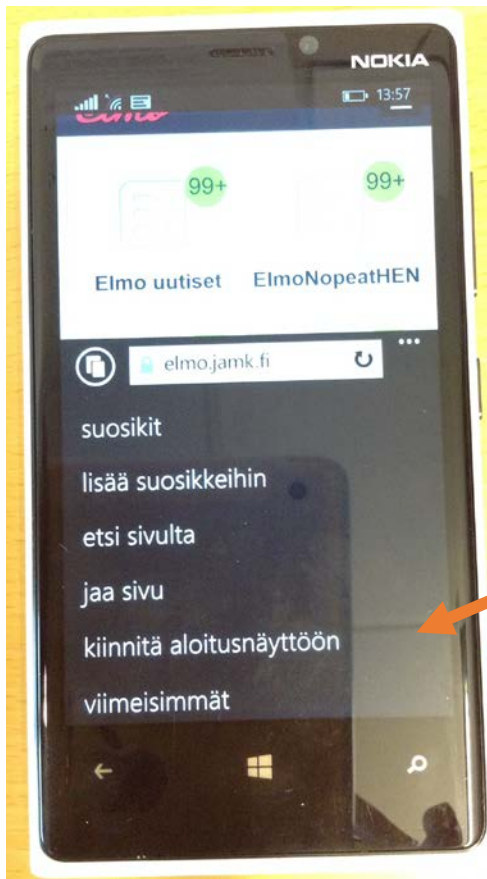 NOKIA
13:57
elmo
99+ 99+
Elmo uutiset ElmoNopeatHEN
elmo.jamk.fi
suosikit
lisää suosikkeihin
etsi sivulta
jaa sivu
kiinnitä aloitusnäyttöön
viimeisimmät